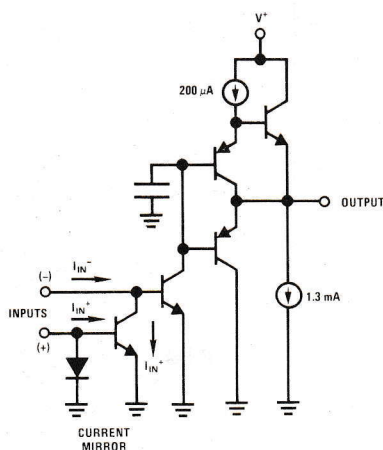 V+
200 μA
OUTPUT
1.3 mA
(-)
IIN-
INPUTS
IIN+
(+)
IIN+
CURRENT
MIRROR